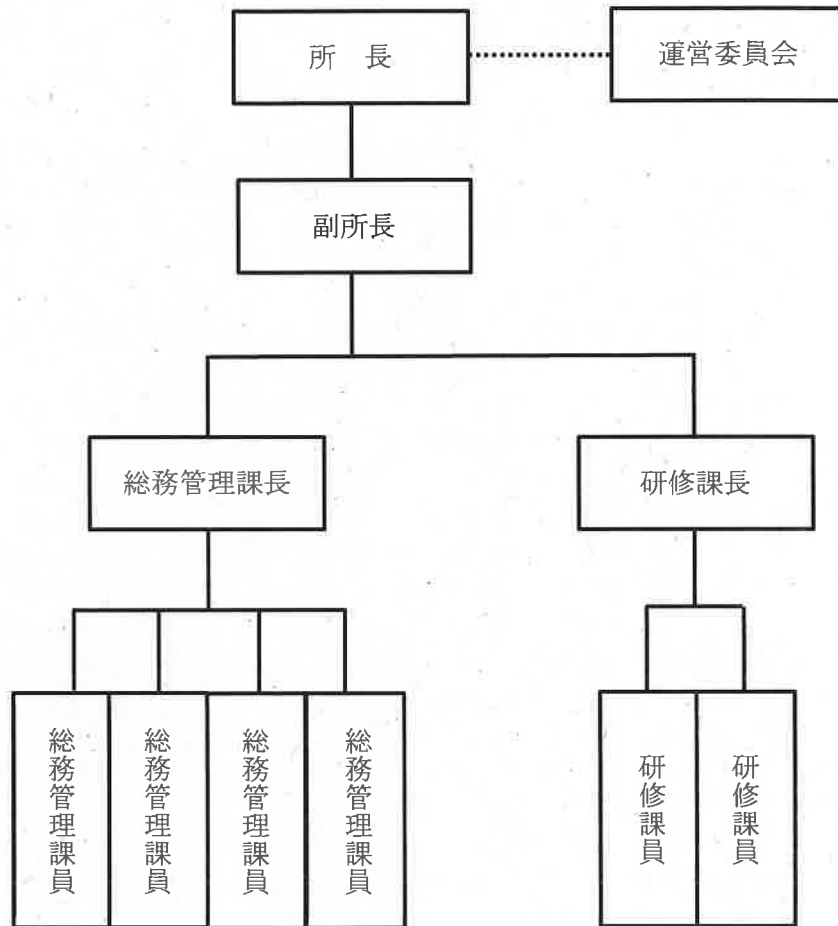 所 長
運営委員会
副所長
総務管理課長
研修課長
総務管理課員
総務管理課員
総務管理課員
総務管理課員
研修課員
研修課員